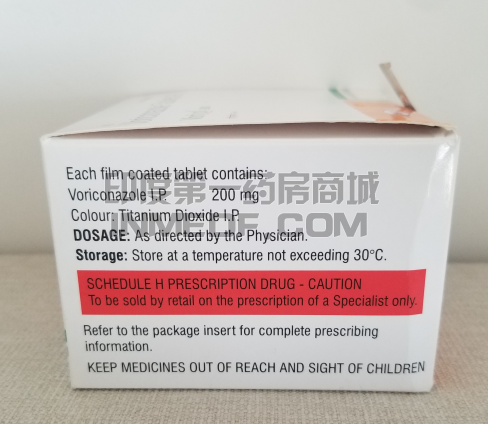 Each film coated tablet contains:
Voriconazole I.P. 200 mg
Colour: Titanium Dioxide I.P.
DOSAGE: As directed by the Physician.
Storage: Store at a temperature not exceeding 30°C.
SCHEDULE H PRESCRIPTION DRUG - CAUTION
To be sold by retail on the prescription of a Specialist only.
Refer to the package insert for complete prescribing
information.
KEEP MEDICINES OUT OF REACH AND SIGHT OF CHILDREN
印度第一药房商城
INMEDF.COM